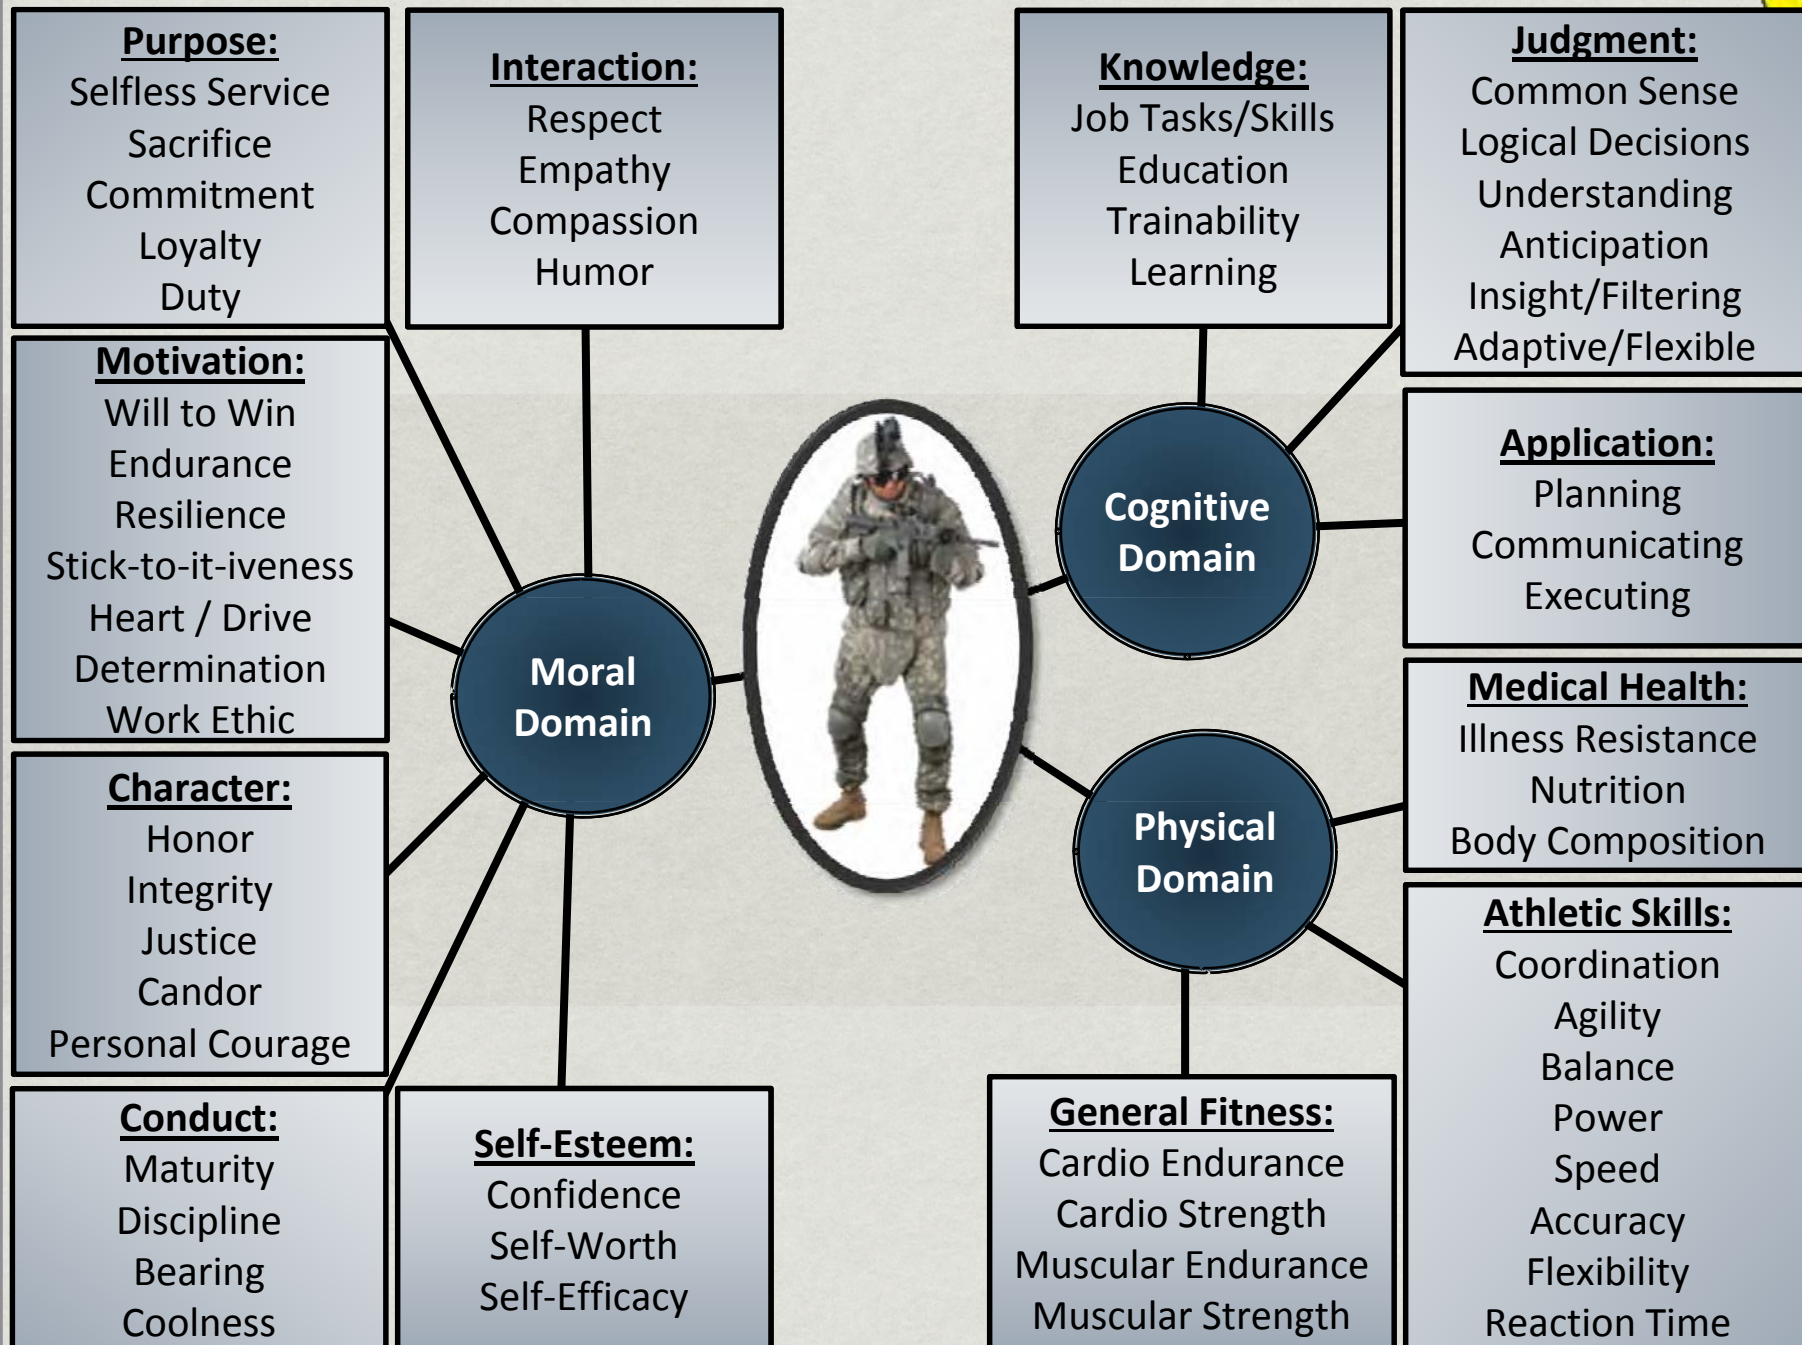 Purpose:
Selfless Service
Sacrifice
Commitment
Loyalty
Duty
Interaction:
Respect
Empathy
Compassion
Humor
Knowledge:
Job Tasks/Skills
Education
Trainability
Learning
Judgment:
Common Sense
Logical Decisions
Understanding
Anticipation
Insight/Filtering
Adaptive/Flexible
Motivation:
Will to Win
Endurance
Resilience
Stick-to-it-iveness
Heart / Drive
Determination
Work Ethic
Moral
Domain
Cognitive
Domain
Application:
Planning
Communicating
Executing
Physical
Domain
Medical Health:
Illness Resistance
Nutrition
Body Composition
Character:
Honor
Integrity
Justice
Candor
Personal Courage
Athletic Skills:
Coordination
Agility
Balance
Power
Speed
Accuracy
Flexibility
Reaction Time
Conduct:
Maturity
Discipline
Bearing
Coolness
Self-Esteem:
Confidence
Self-Worth
Self-Efficacy
General Fitness:
Cardio Endurance
Cardio Strength
Muscular Endurance
Muscular Strength